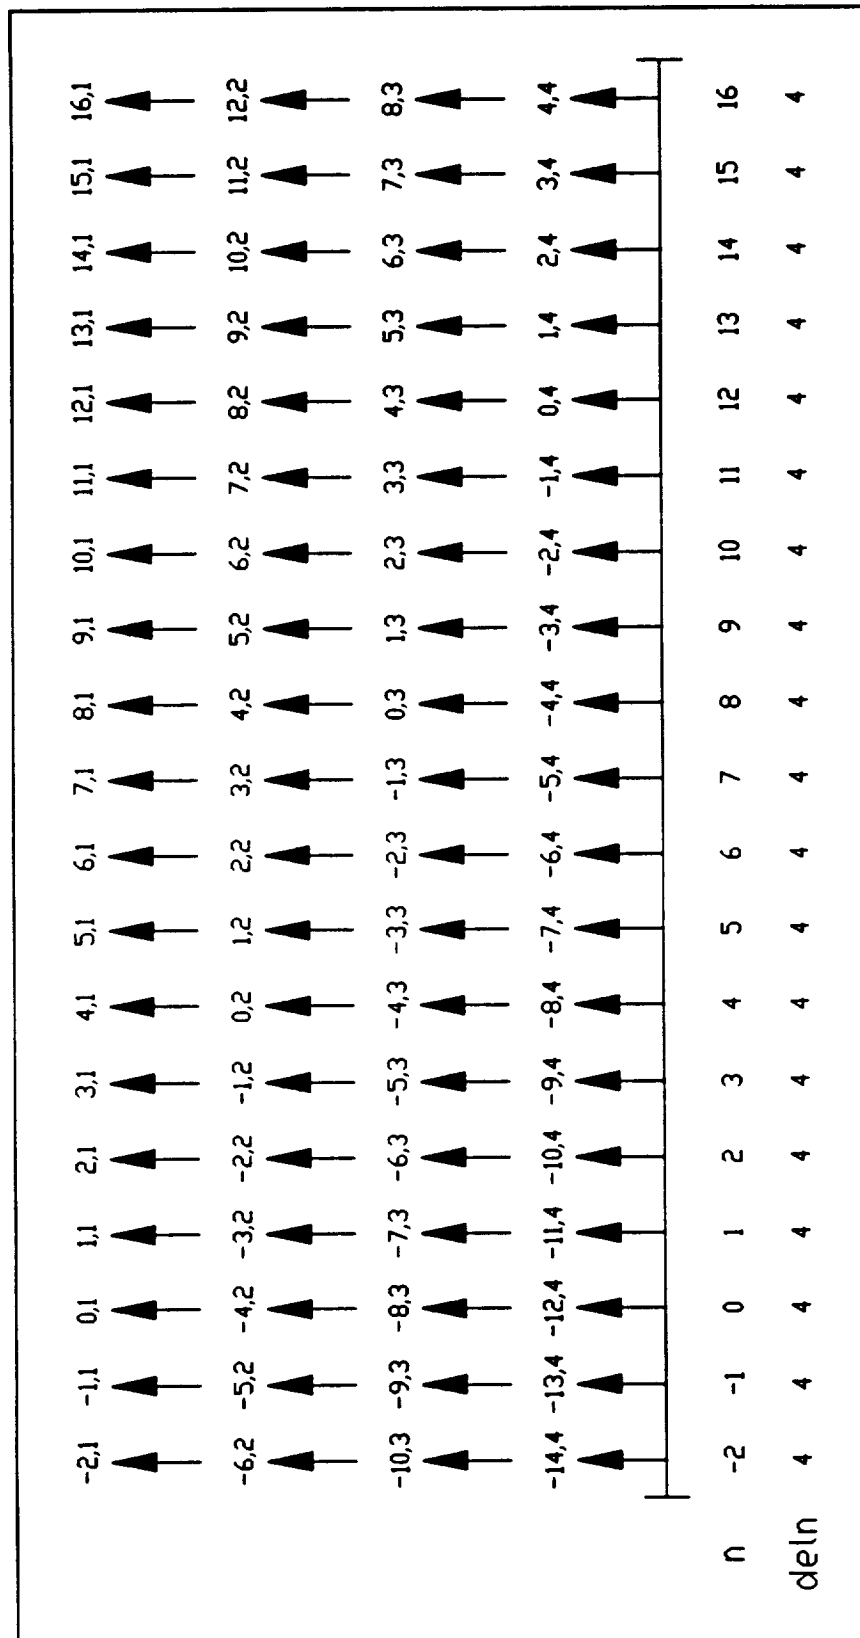 -2,1 -1,1 0,1 1,1 2,1 3,1 4,1 5,1 6,1 7,1 8,1 9,1 10,1 11,1 12,1 13,1 14,1 15,1 16,1
-6,2 -5,2 -4,2 -3,2 -2,2 -1,2 0,2 1,2 2,2 3,2 4,2 5,2 6,2 7,2 8,2 9,2 10,2 11,2 12,2
-10,3 -9,3 -8,3 -7,3 -6,3 -5,3 -4,3 -3,3 -2,3 -1,3 0,3 1,3 2,3 3,3 4,3 5,3 6,3 7,3 8,3
-14,4 -13,4 -12,4 -11,4 -10,4 -9,4 -8,4 -7,4 -6,4 -5,4 -4,4 -3,4 -2,4 -1,4 0,4 1,4 2,4 3,4 4,4
n -2 -1 0 1 2 3 4 5 6 7 8 9 10 11 12 13 14 15 16
deln 4 4 4 4 4 4 4 4 4 4 4 4 4 4 4 4 4 4 4